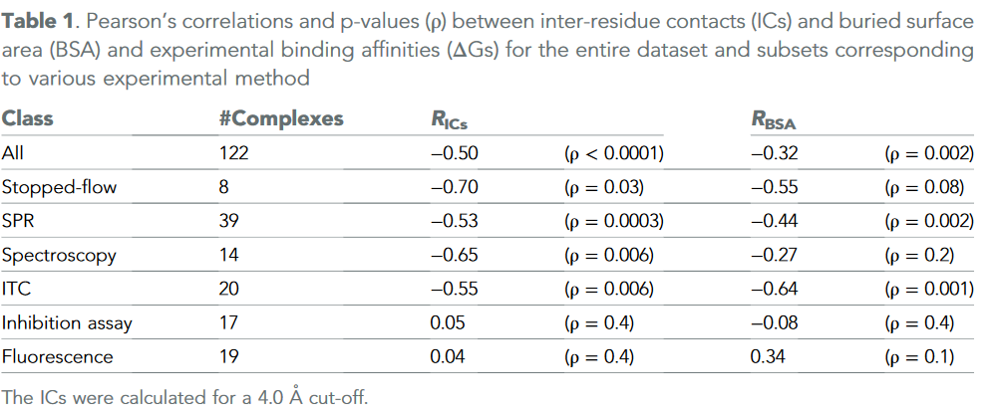 Table 1. Pearson's correlations and p-values (ρ) between inter-residue contacts (ICs) and buried surface
area (BSA) and experimental binding affinities (ΔGs) for the entire dataset and subsets corresponding
to various experimental method
Class #Complexes RICs RBSA
All 122 −0.50 (ρ < 0.0001) −0.32 (ρ = 0.002)
Stopped-flow 8 −0.70 (ρ = 0.03) −0.55 (ρ = 0.08)
SPR 39 −0.53 (ρ = 0.0003) −0.44 (ρ = 0.002)
Spectroscopy 14 −0.65 (ρ = 0.006) −0.27 (ρ = 0.2)
ITC 20 −0.55 (ρ = 0.006) −0.64 (ρ = 0.001)
Inhibition assay 17 0.05 (ρ = 0.4) −0.08 (ρ = 0.4)
Fluorescence 19 0.04 (ρ = 0.4) 0.34 (ρ = 0.1)
The ICs were calculated for a 4.0 Å cut-off.